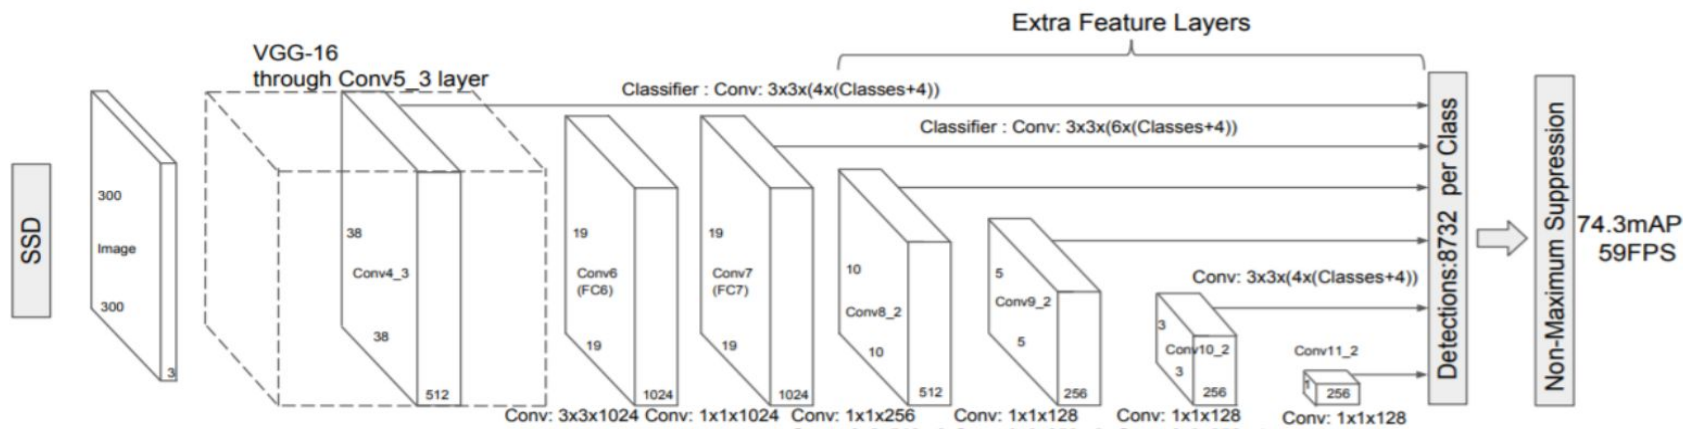 Extra Feature Layers
VGG-16
through Conv5_3 layer
Classifier : Conv: 3x3x(4x(Classes+4))
Classifier : Conv: 3x3x(6x(Classes+4))
Conv: 3x3x(4x(Classes+4))
SSD
300
Image
300
3
38
Conv4_3
38
512
19
Conv6
(FC6)
19
1024
19
Conv7
(FC7)
19
1024
10
Conv8_2
10
512
5
Conv9_2
5
256
3
Conv10_2
3
256
Conv11_2
1
256
Detections:8732 per Class
Non-Maximum Suppression
74.3mAP
59FPS
Conv: 3x3x1024 Conv: 1x1x1024 Conv: 1x1x256 Conv: 1x1x128 Conv: 1x1x128 Conv: 1x1x128